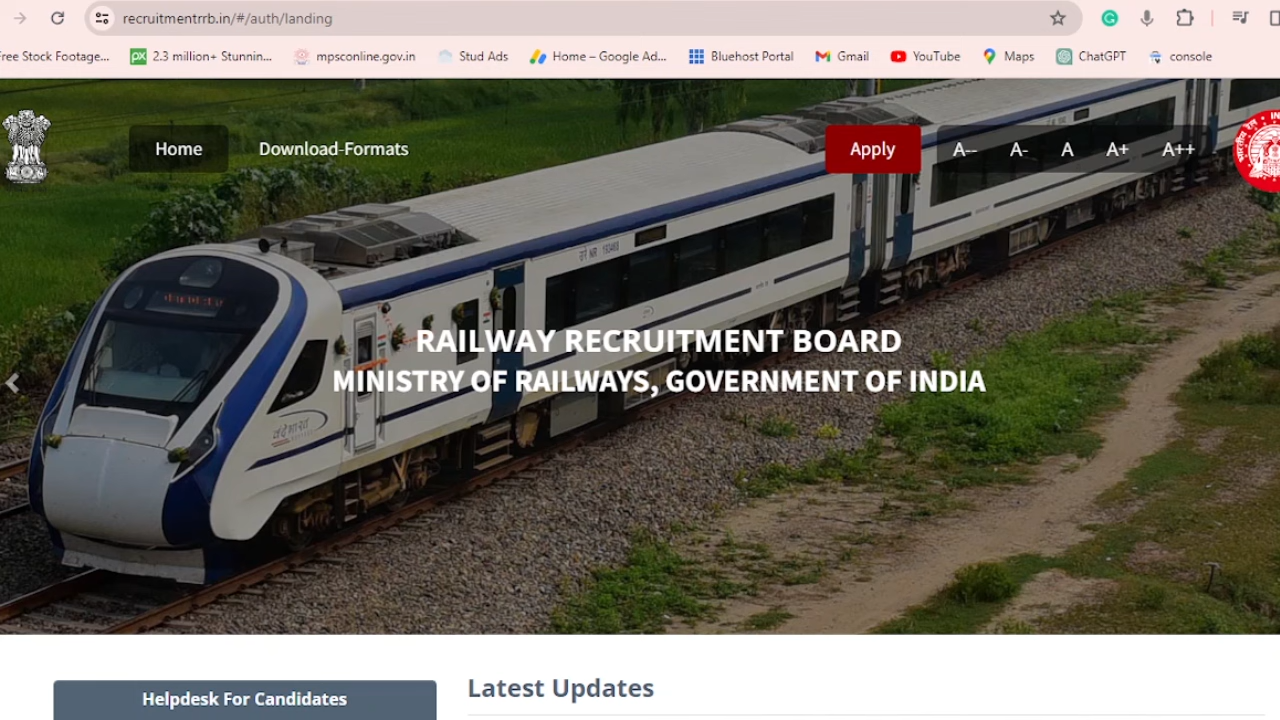 recruitmentrrb.in/#/auth/landing
Free Stock Footage... 2.3 million+ Stunnin... mpsconline.gov.in Stud Ads Home – Google Ad... Bluehost Portal Gmail YouTube Maps ChatGPT console
Home Download-Formats Apply A-- A- A A+ A++
RAILWAY RECRUITMENT BOARD
MINISTRY OF RAILWAYS, GOVERNMENT OF INDIA
वंदे भारत
Helpdesk For Candidates
Latest Updates